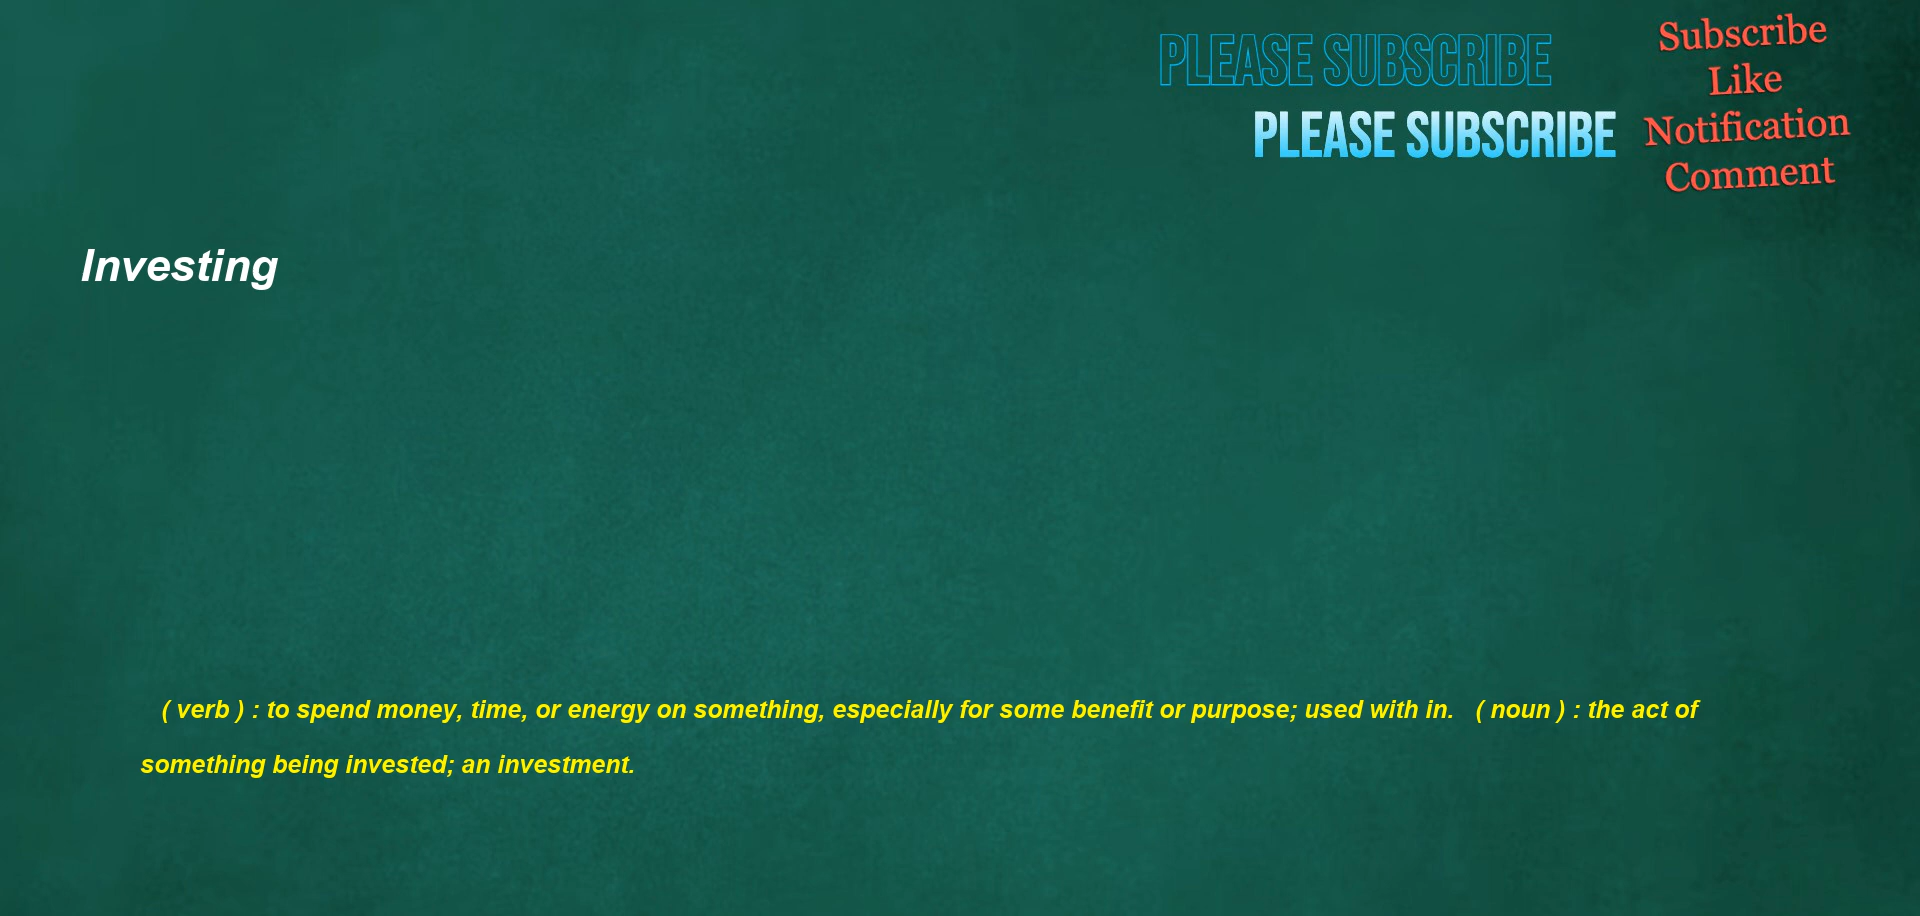 PLEASE SUBSCRIBE
PLEASE SUBSCRIBE
Subscribe
Like
Notification
Comment
Investing
( verb ) : to spend money, time, or energy on something, especially for some benefit or purpose; used with in.   ( noun ) : the act of
something being invested; an investment.